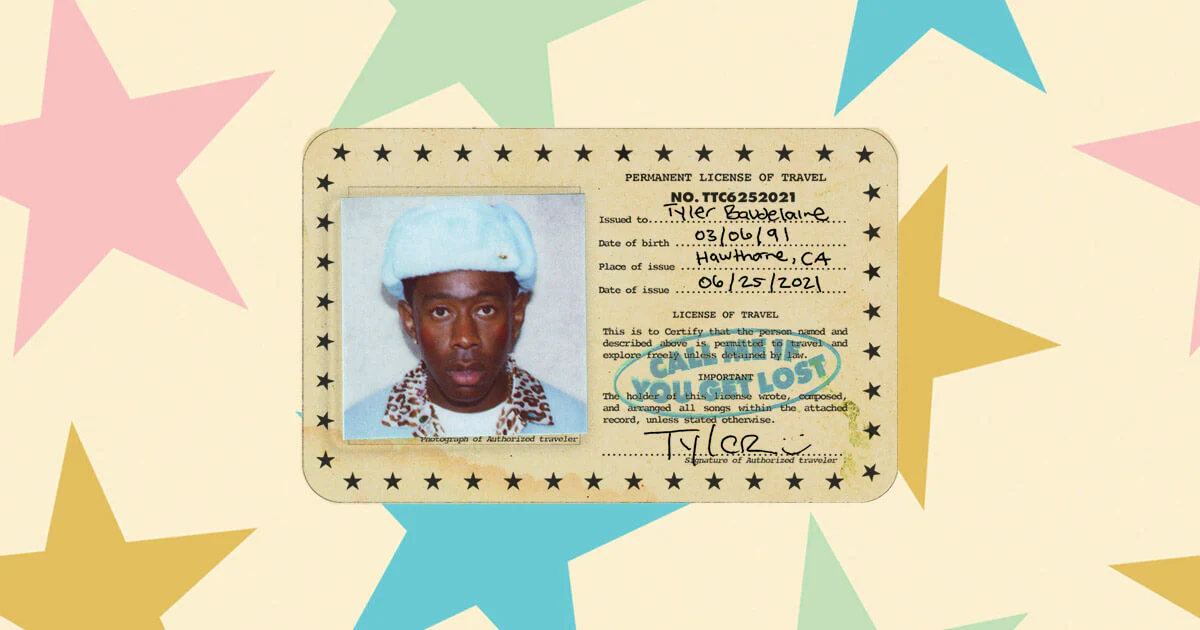 PERMANENT LICENSE OF TRAVEL
NO. TTC6252021
Issued to Tyler Baudelaire
Date of birth 03/06/91
Place of issue Hawthorne, CA
Date of issue 06/25/2021
LICENSE OF TRAVEL
This is to Certify that the person named and
described above is permitted to travel and
explore freely unless detained by law.
CALL ME IF
YOU GET LOST
IMPORTANT
The holder of this license wrote, composed,
and arranged all songs within the attached
record, unless stated otherwise.
TYLER
Signature of Authorized traveler
Photograph of Authorized traveler